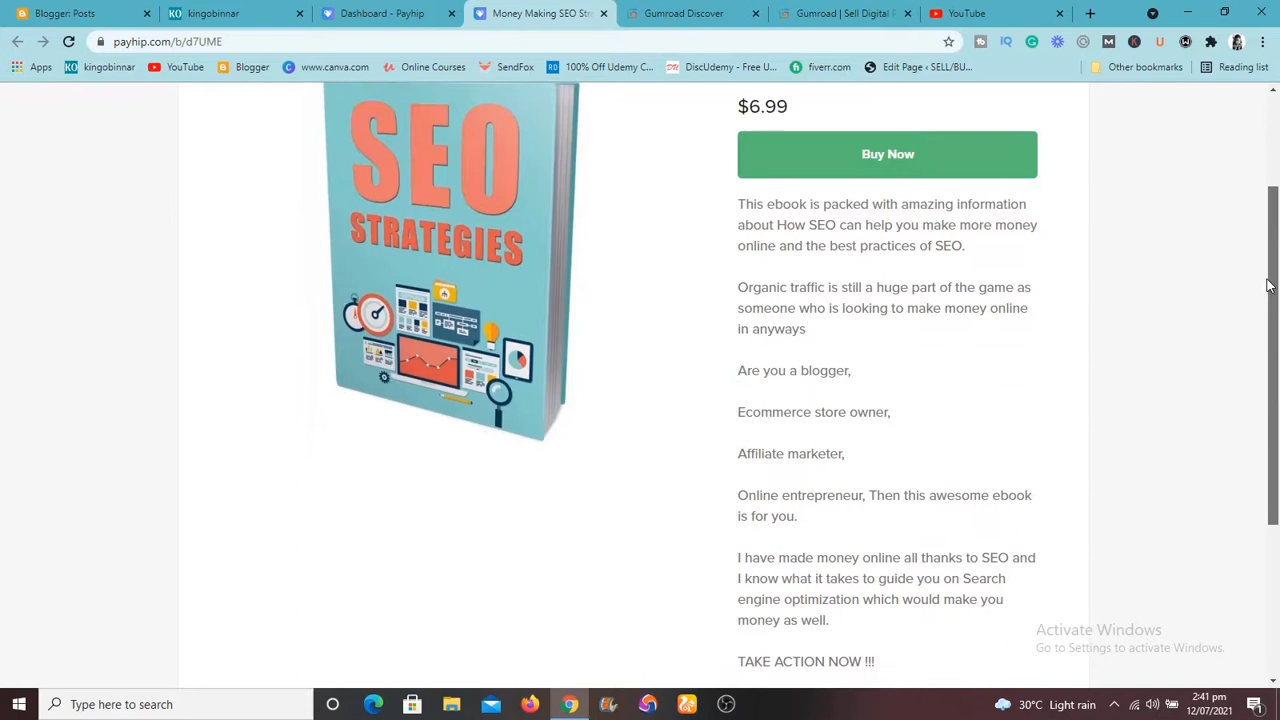 Blogger: Posts
kingobinnar
Dashboard - Payhip
Money Making SEO Str
Gumroad Discover
Gumroad | Sell Digital P
YouTube
payhip.com/b/d7UME
Apps
kingobinnar
YouTube
Blogger
www.canva.com
Online Courses
SendFox
100% Off Udemy C...
DiscUdemy - Udem...
fiverr.com
Edit Page ‹ SELL/BU...
Other bookmarks
Reading list
SEO
STRATEGIES
$6.99
Buy Now
This ebook is packed with amazing information
about How SEO can help you make more money
online and the best practices of SEO.
Organic traffic is still a huge part of the game as
someone who is looking to make money online
in anyways
Are you a blogger,
Ecommerce store owner,
Affiliate marketer,
Online entrepreneur, Then this awesome ebook
is for you.
I have made money online all thanks to SEO and
I know what it takes to guide you on Search
engine optimization which would make you
money as well.
TAKE ACTION NOW !!!
Activate Windows
Go to Settings to activate Windows.
Type here to search
30°C Light rain
2:41 pm
12/07/2021